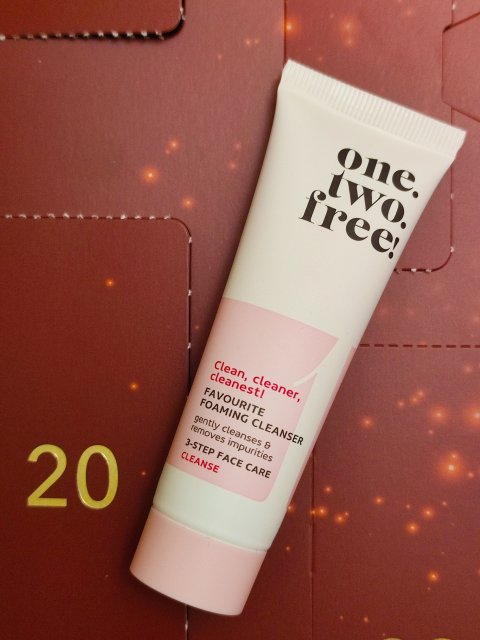 one.
two.
free!
Clean, cleaner,
cleanest!
FAVOURITE
FOAMING CLEANSER
gently cleanses &
removes impurities
3-STEP FACE CARE
CLEANSE
20